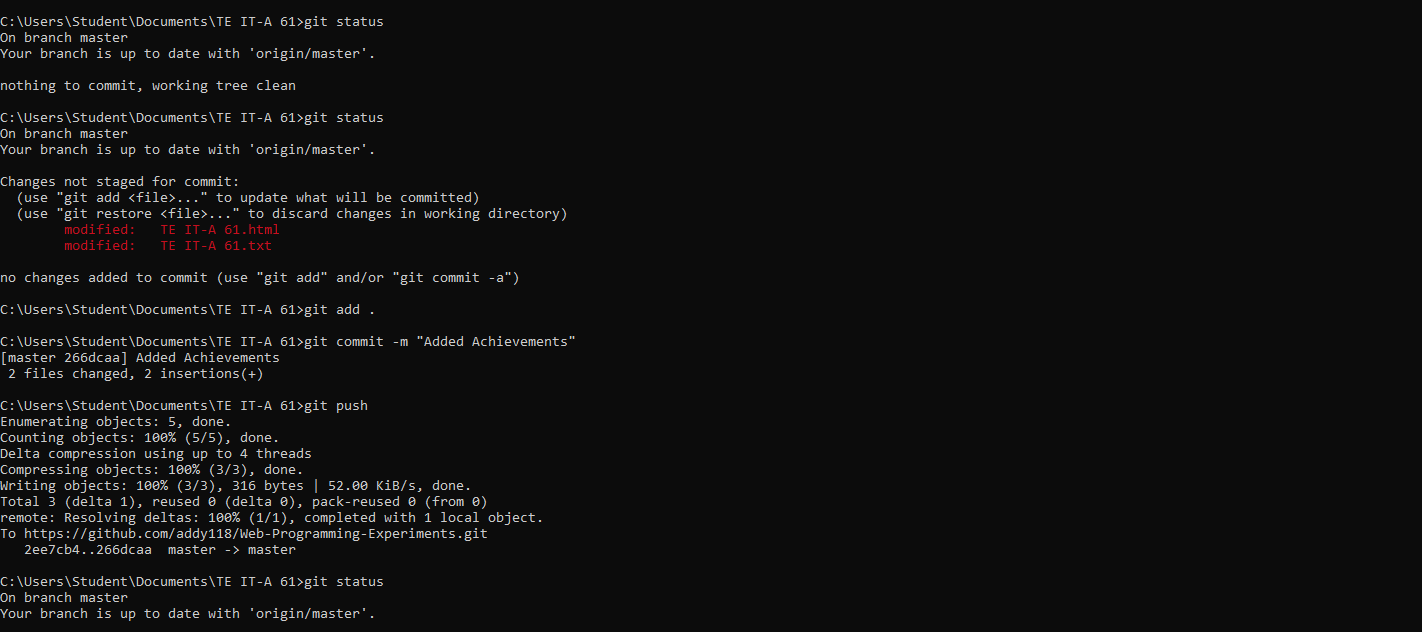 C:\Users\Student\Documents\TE IT-A 61>git status
On branch master
Your branch is up to date with 'origin/master'.

nothing to commit, working tree clean

C:\Users\Student\Documents\TE IT-A 61>git status
On branch master
Your branch is up to date with 'origin/master'.

Changes not staged for commit:
  (use "git add <file>..." to update what will be committed)
  (use "git restore <file>..." to discard changes in working directory)
        modified:   TE IT-A 61.html
        modified:   TE IT-A 61.txt

no changes added to commit (use "git add" and/or "git commit -a")

C:\Users\Student\Documents\TE IT-A 61>git add .

C:\Users\Student\Documents\TE IT-A 61>git commit -m "Added Achievements"
[master 266dcaa] Added Achievements
 2 files changed, 2 insertions(+)

C:\Users\Student\Documents\TE IT-A 61>git push
Enumerating objects: 5, done.
Counting objects: 100% (5/5), done.
Delta compression using up to 4 threads
Compressing objects: 100% (3/3), done.
Writing objects: 100% (3/3), 316 bytes | 52.00 KiB/s, done.
Total 3 (delta 1), reused 0 (delta 0), pack-reused 0 (from 0)
remote: Resolving deltas: 100% (1/1), completed with 1 local object.
To https://github.com/addy118/Web-Programming-Experiments.git
   2ee7cb4..266dcaa  master -> master

C:\Users\Student\Documents\TE IT-A 61>git status
On branch master
Your branch is up to date with 'origin/master'.